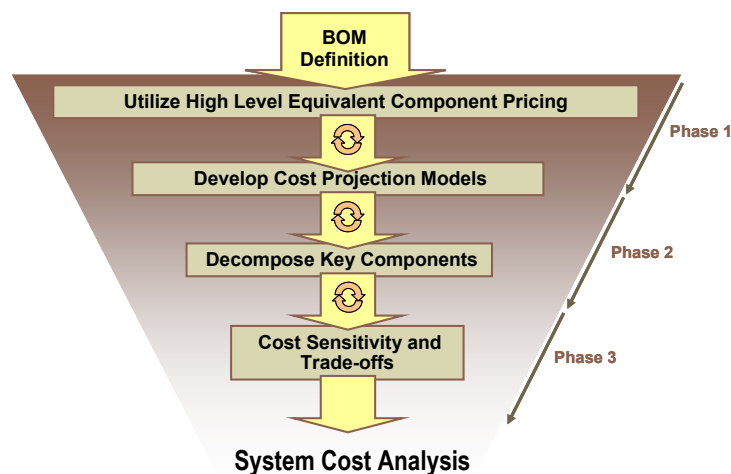 BOM
Definition
Utilize High Level Equivalent Component Pricing
Phase 1
Develop Cost Projection Models
Decompose Key Components
Phase 2
Cost Sensitivity and
Trade-offs
Phase 3
System Cost Analysis